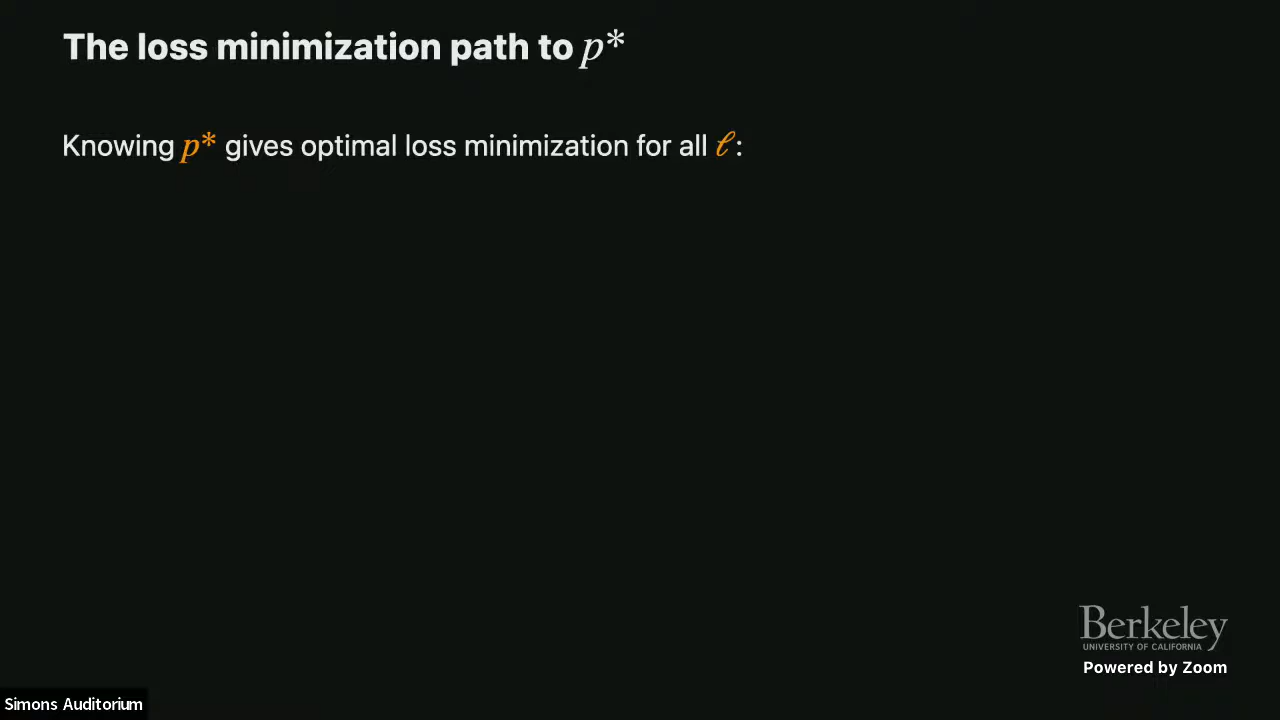 The loss minimization path to p*
Knowing p* gives optimal loss minimization for all ℓ:
Berkeley
UNIVERSITY OF CALIFORNIA
Powered by Zoom
Simons Auditorium